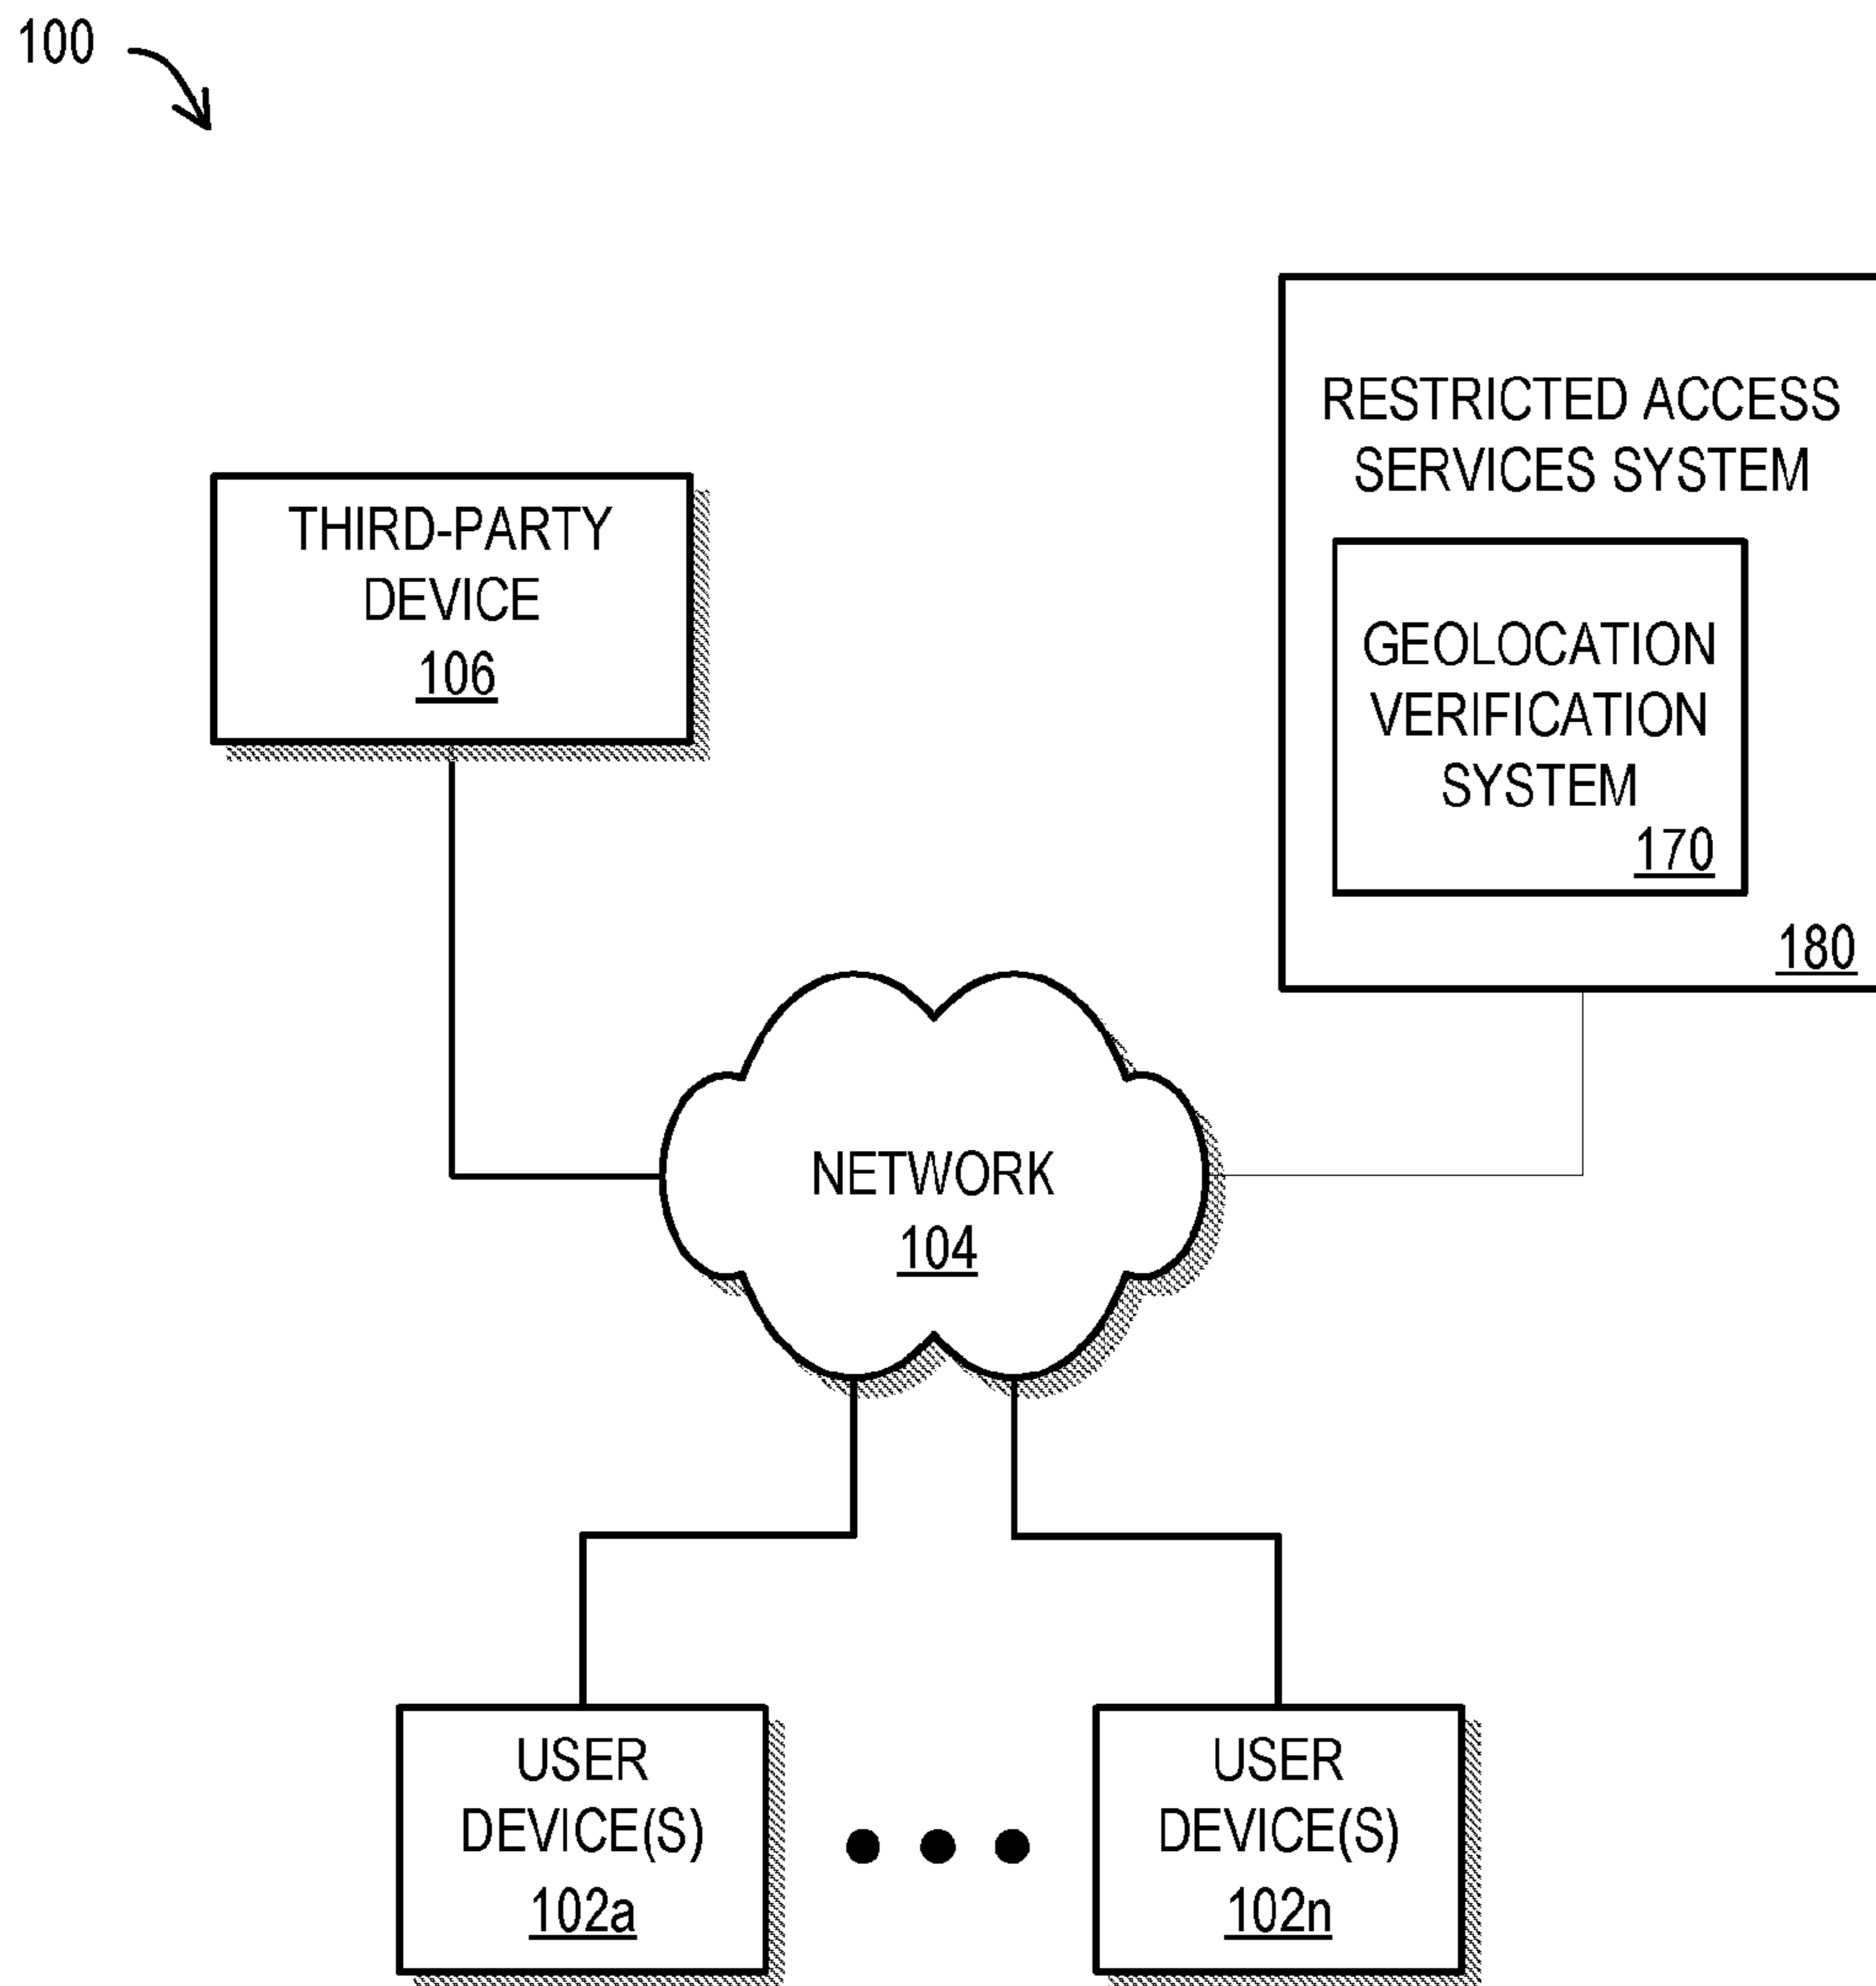 100
RESTRICTED ACCESS
SERVICES SYSTEM
THIRD-PARTY
DEVICE
106
GEOLOCATION
VERIFICATION
SYSTEM
170
180
NETWORK
104
USER
DEVICE(S)
102a
USER
DEVICE(S)
102n